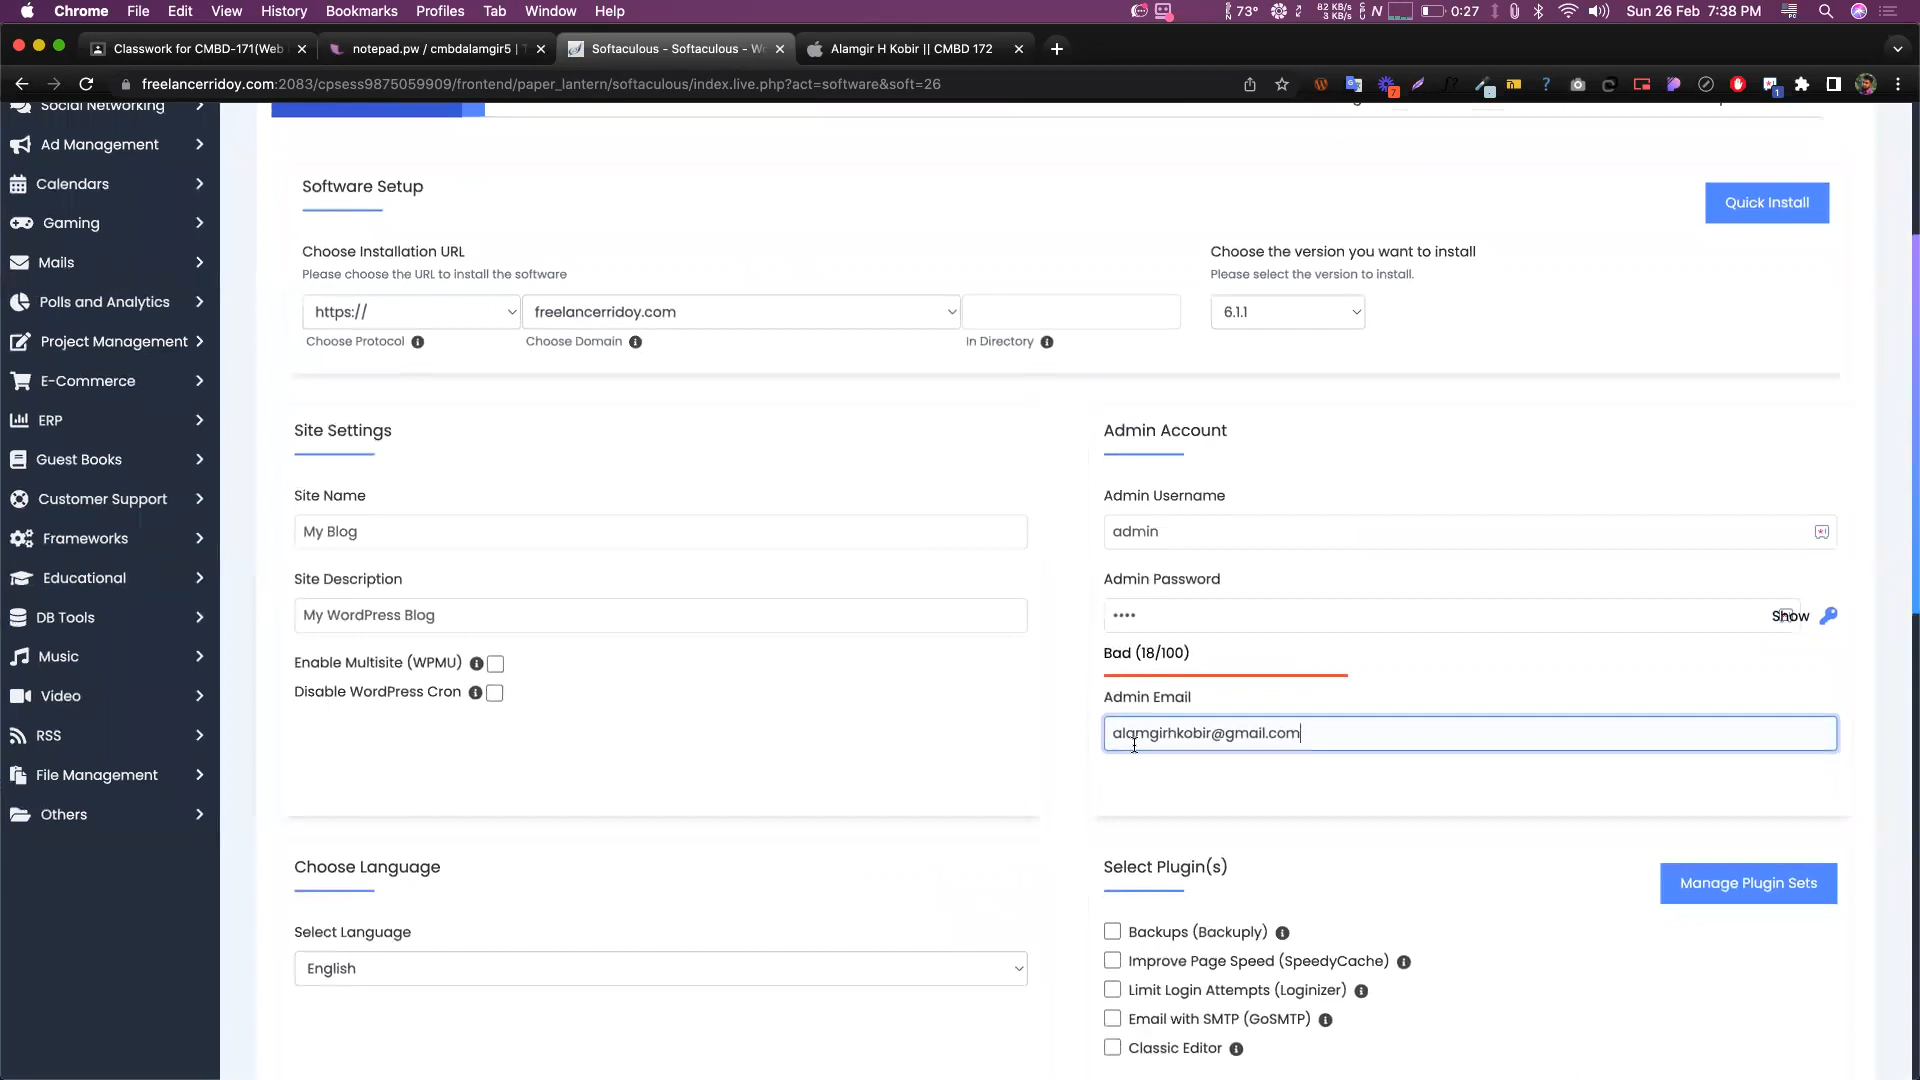 Chrome File Edit View History Bookmarks Profiles Tab Window Help
73° 82 KB/s 3 KB/s N 0:27 Sun 26 Feb 7:38 PM
Classwork for CMBD-171(Web notepad.pw / cmbdalamgir5 | T Softaculous - Softaculous - Wo Alamgir H Kobir || CMBD 172
freelancerridoy.com:2083/cpsess9875059909/frontend/paper_lantern/softaculous/index.live.php?act=software&soft=26
Social Networking
Ad Management
Calendars
Gaming
Mails
Polls and Analytics
Project Management
E-Commerce
ERP
Guest Books
Customer Support
Frameworks
Educational
DB Tools
Music
Video
RSS
File Management
Others
Software Setup
Quick Install
Choose Installation URL
Please choose the URL to install the software
https:// freelancerridoy.com
Choose Protocol Choose Domain In Directory
Choose the version you want to install
Please select the version to install.
6.1.1
Site Settings
Site Name
My Blog
Site Description
My WordPress Blog
Enable Multisite (WPMU)
Disable WordPress Cron
Admin Account
Admin Username
admin
Admin Password
•••• Show
Bad (18/100)
Admin Email
alamgirhkobir@gmail.com
Choose Language
Select Language
English
Select Plugin(s)
Manage Plugin Sets
Backups (Backuply)
Improve Page Speed (SpeedyCache)
Limit Login Attempts (Loginizer)
Email with SMTP (GoSMTP)
Classic Editor